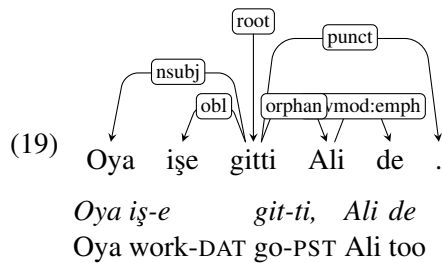 root
punct
nsubj
obl orphan mod:emph
(19) Oya işe gitti Ali de .
Oya iş-e git-ti, Ali de
Oya work-DAT go-PST Ali too